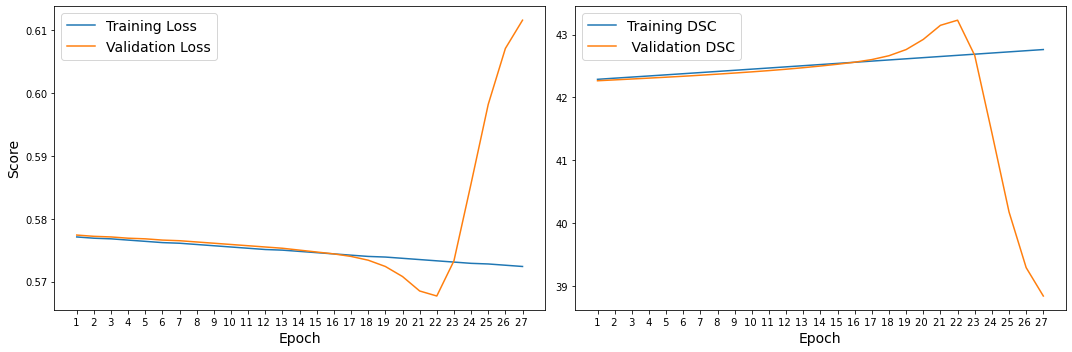 Training Loss
Validation Loss
0.61
0.60
0.59
0.58
0.57
Score
1 2 3 4 5 6 7 8 9 10 11 12 13 14 15 16 17 18 19 20 21 22 23 24 25 26 27
Epoch
Training DSC
Validation DSC
43
42
41
40
39
1 2 3 4 5 6 7 8 9 10 11 12 13 14 15 16 17 18 19 20 21 22 23 24 25 26 27
Epoch